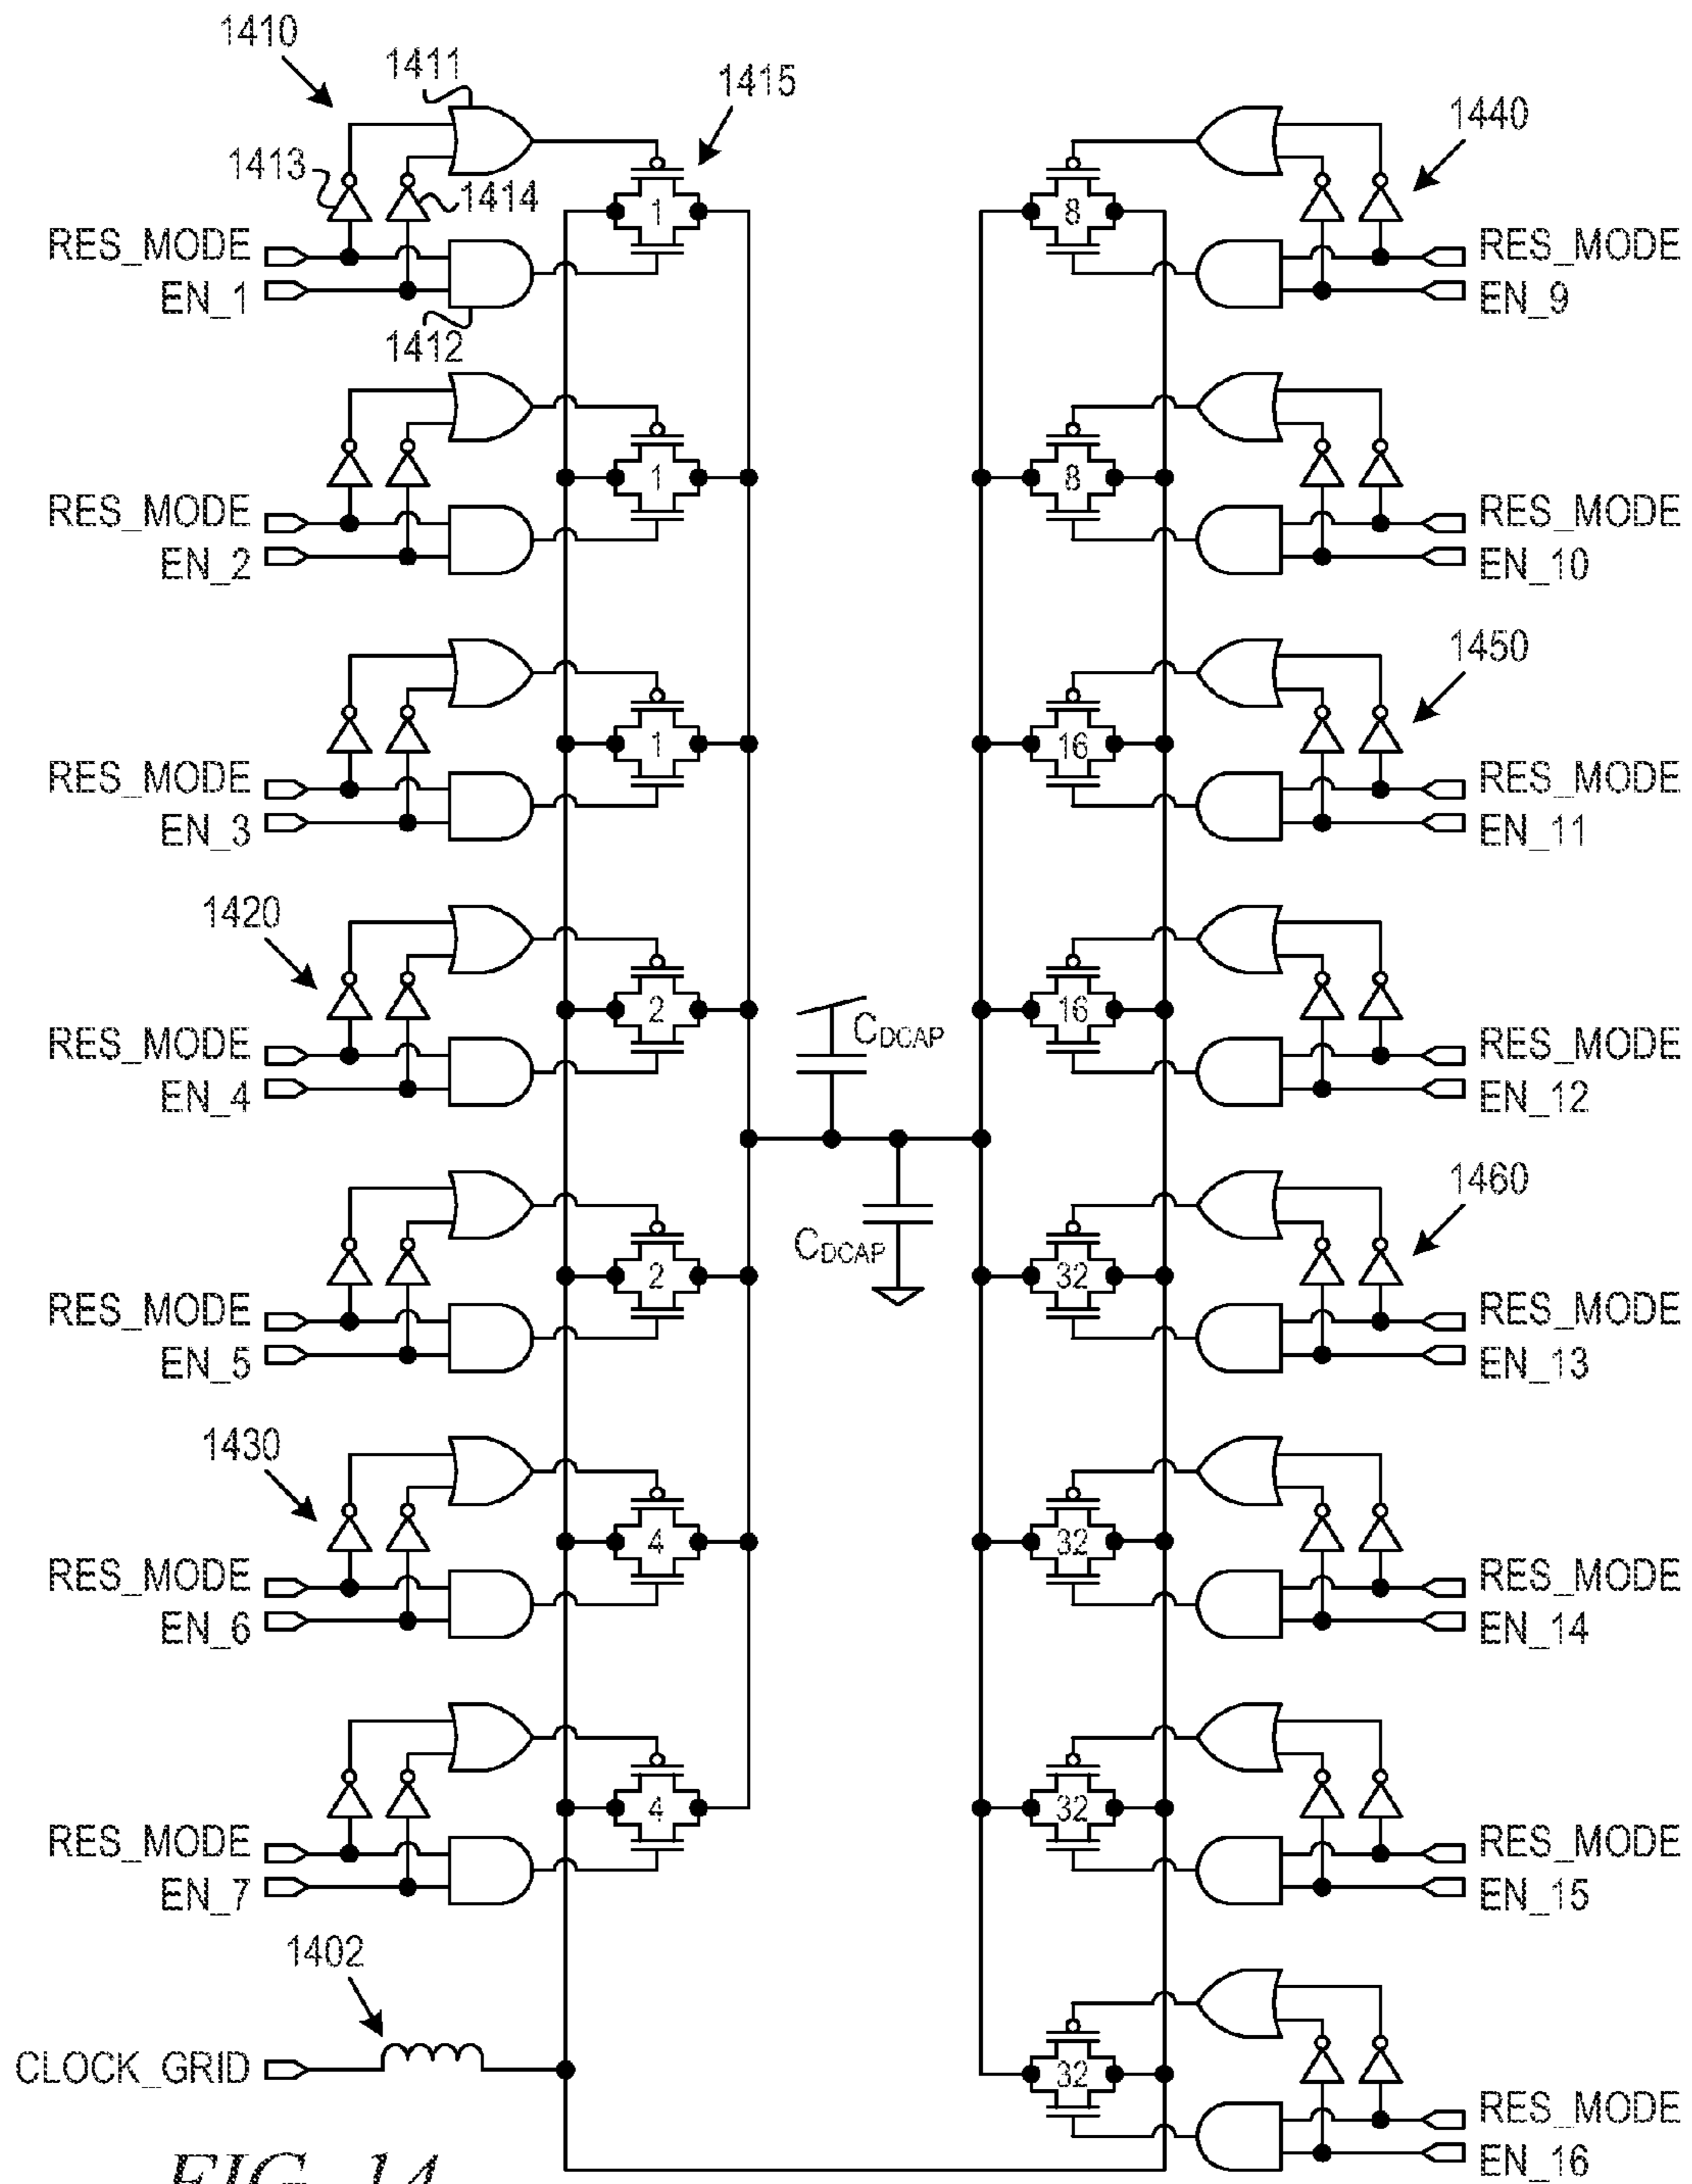 1410
1411
1415
1413
1414
1
RES_MODE
EN_1
1412
1
RES_MODE
EN_2
1
RES_MODE
EN_3
1420
2
RES_MODE
EN_4
2
RES_MODE
EN_5
1430
4
RES_MODE
EN_6
4
RES_MODE
EN_7
1402
CLOCK_GRID
CDCAP
CDCAP
1440
8
RES_MODE
EN_9
8
RES_MODE
EN_10
1450
16
RES_MODE
EN_11
16
RES_MODE
EN_12
1460
32
RES_MODE
EN_13
32
RES_MODE
EN_14
32
RES_MODE
EN_15
32
RES_MODE
EN_16
FIG. 14